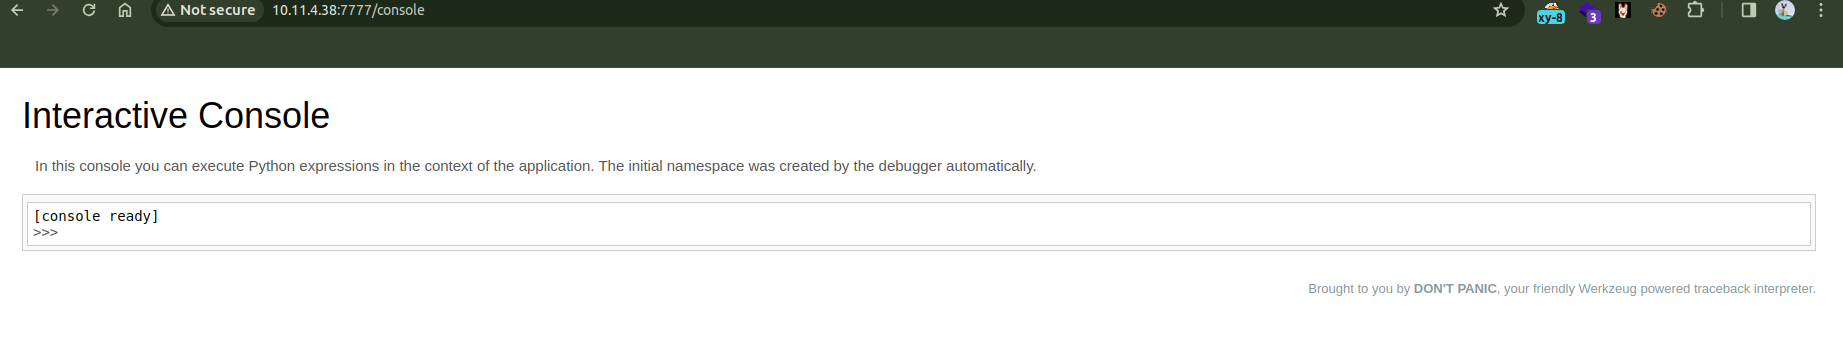 Not secure 10.11.4.38:7777/console
xy-8 3
Interactive Console
In this console you can execute Python expressions in the context of the application. The initial namespace was created by the debugger automatically.
[console ready]
>>>
Brought to you by DON'T PANIC, your friendly Werkzeug powered traceback interpreter.